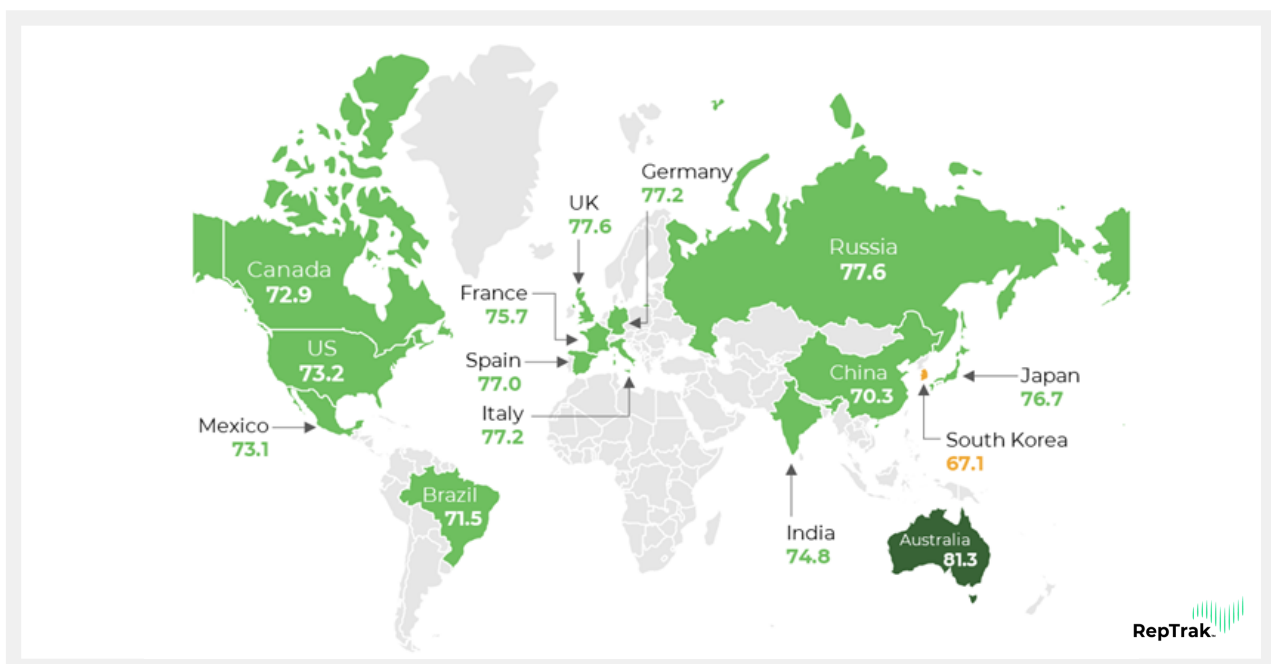 Germany
77.2
UK
77.6
Russia
77.6
Canada
72.9
France
75.7
US
73.2
Spain
77.0
China
70.3
Japan
76.7
Italy
77.2
Mexico
73.1
South Korea
67.1
Brazil
71.5
India
74.8
Australia
81.3
RepTrak